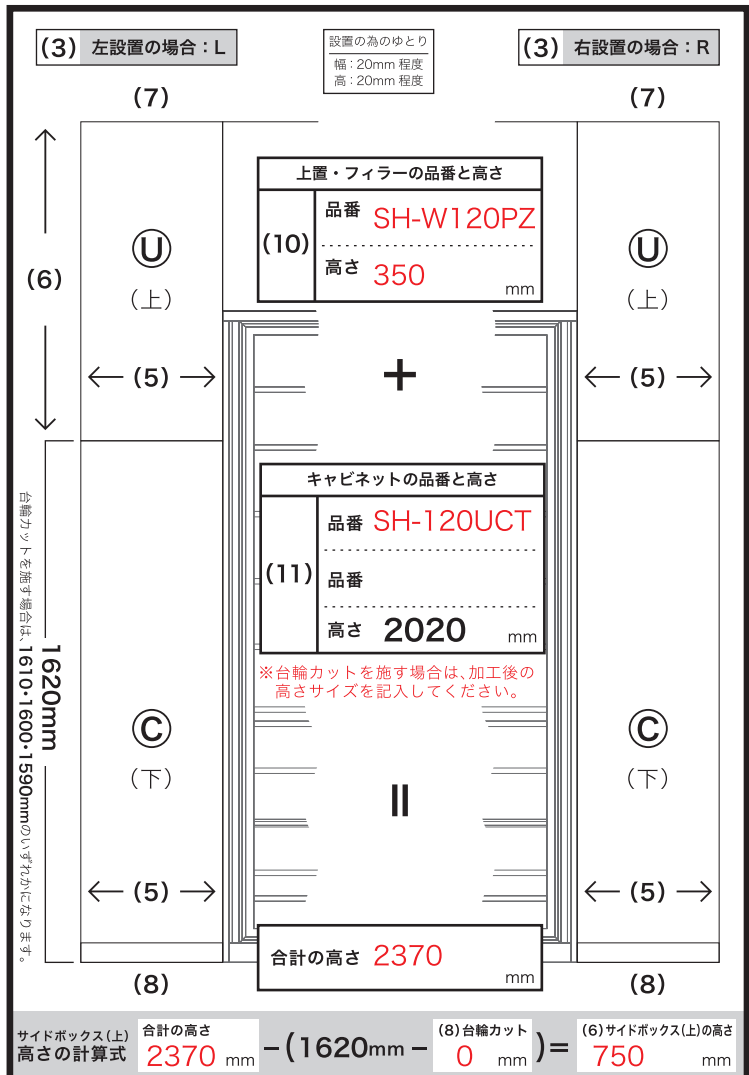 (3) 左設置の場合：L
設置の為のゆとり
幅：20mm 程度
高：20mm 程度
(3) 右設置の場合：R
(7)
(7)
上置・フィラーの品番と高さ
(10)
品番 SH-W120PZ
高さ 350 mm
(6)
U
(上)
U
(上)
(5)
+
(5)
キャビネットの品番と高さ
(11)
品番 SH-120UCT
品番
高さ 2020 mm
※台輪カットを施す場合は、加工後の
高さサイズを記入してください。
1620mm
台輪カットを施す場合は、1610・1600・1590mmのいずれかになります。
C
(下)
C
(下)
=
(5)
(5)
合計の高さ 2370 mm
(8)
(8)
サイドボックス(上)
高さの計算式
合計の高さ
2370 mm
−(1620mm −
(8)台輪カット
0 mm
)=
(6)サイドボックス(上)の高さ
750 mm